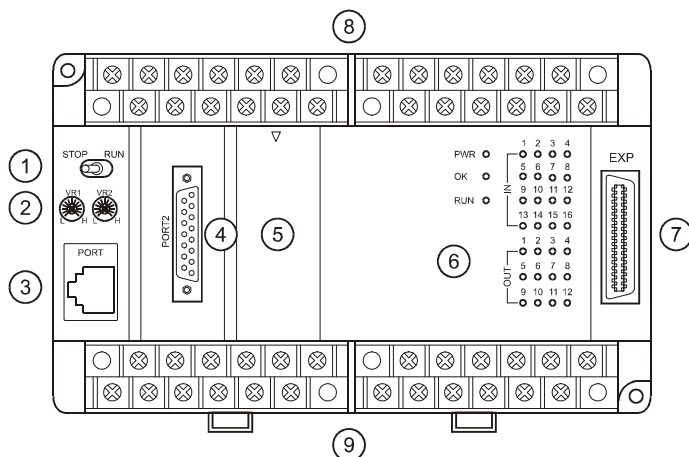 8
1
STOP RUN
PWR
OK
RUN
IN
1 2 3 4
5 6 7 8
9 10 11 12
13 14 15 16
EXP
2
VR1 VR2
L H L H
PORT2
4
5
6
7
OUT
1 2 3 4
5 6 7 8
9 10 11 12
3
PORT
9